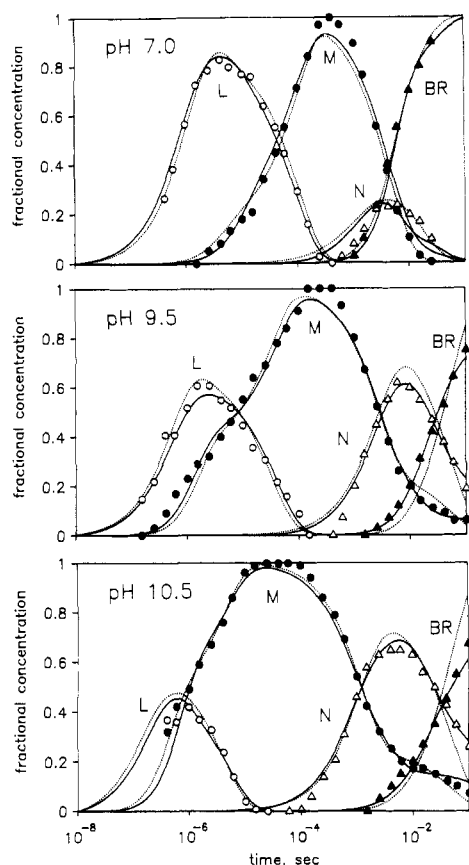 pH 7.0
L
M
BR
N
fractional concentration
1
0.8
0.6
0.4
0.2
0
pH 9.5
L
M
BR
N
fractional concentration
1
0.8
0.6
0.4
0.2
0
pH 10.5
L
M
BR
N
fractional concentration
1
0.8
0.6
0.4
0.2
0
10⁻⁸ 10⁻⁶ 10⁻⁴ 10⁻²
time, sec